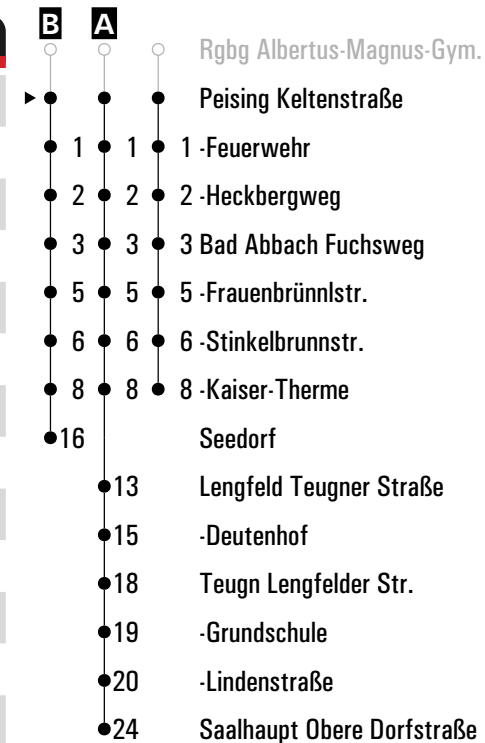 B A
Rgbg Albertus-Magnus-Gym.
Peising Keltenstraße
1 1 1 -Feuerwehr
2 2 2 -Heckbergweg
3 3 3 Bad Abbach Fuchsweg
5 5 5 -Frauenbrünnlstr.
6 6 6 -Stinkelbrunnstr.
8 8 8 -Kaiser-Therme
16 Seedorf
13 Lengfeld Teugner Straße
15 -Deutenhof
18 Teugn Lengfelder Str.
19 -Grundschule
20 -Lindenstraße
24 Saalhaupt Obere Dorfstraße